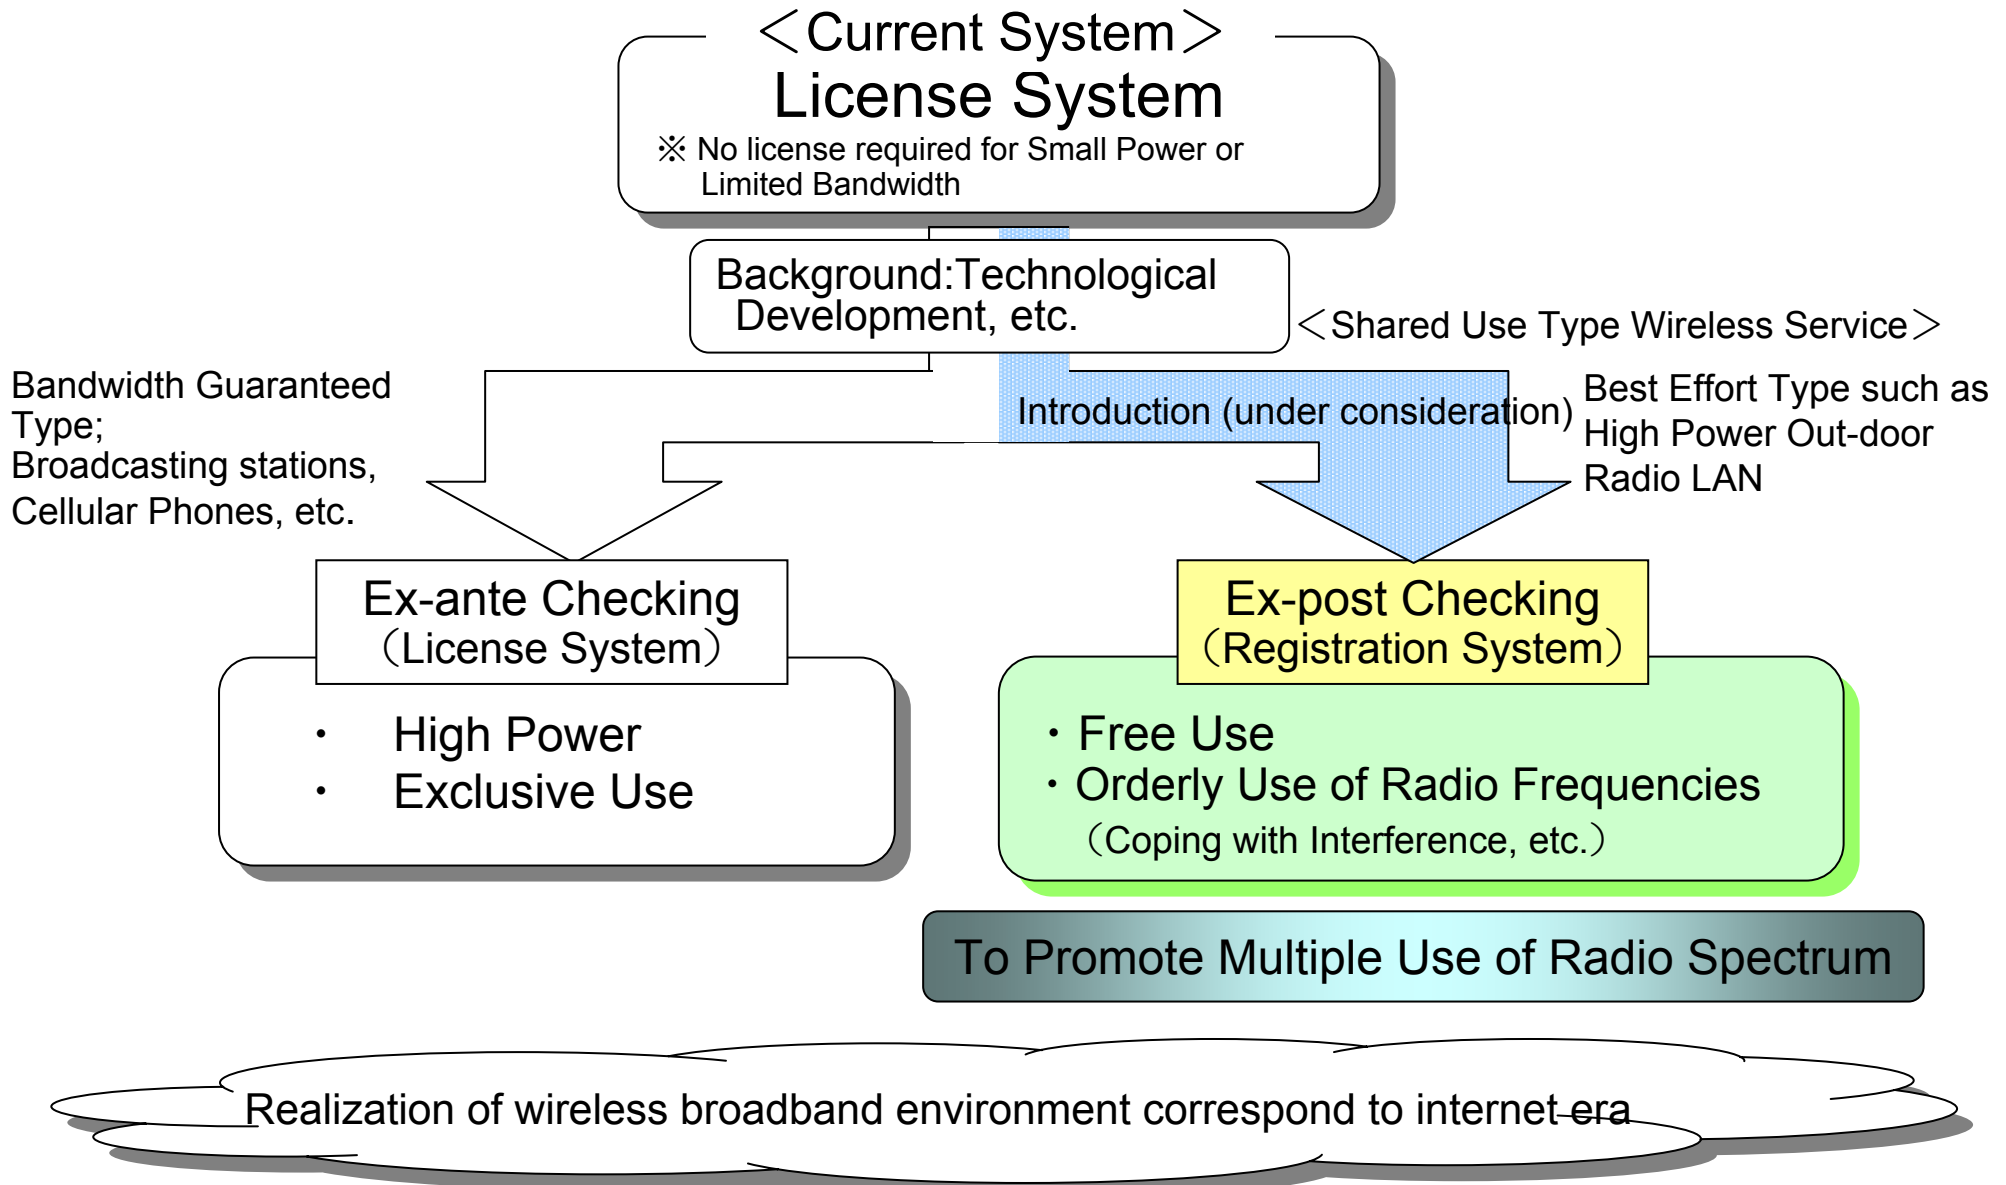 ＜Current System＞
License System
※ No license required for Small Power or
Limited Bandwidth
Background:Technological
Development, etc.
＜Shared Use Type Wireless Service＞
Bandwidth Guaranteed
Type;
Broadcasting stations,
Cellular Phones, etc.
Introduction (under consideration)
Best Effort Type such as
High Power Out-door
Radio LAN
Ex-ante Checking
（License System）
・ High Power
・ Exclusive Use
Ex-post Checking
（Registration System）
・Free Use
・Orderly Use of Radio Frequencies
（Coping with Interference, etc.）
To Promote Multiple Use of Radio Spectrum
Realization of wireless broadband environment correspond to internet era